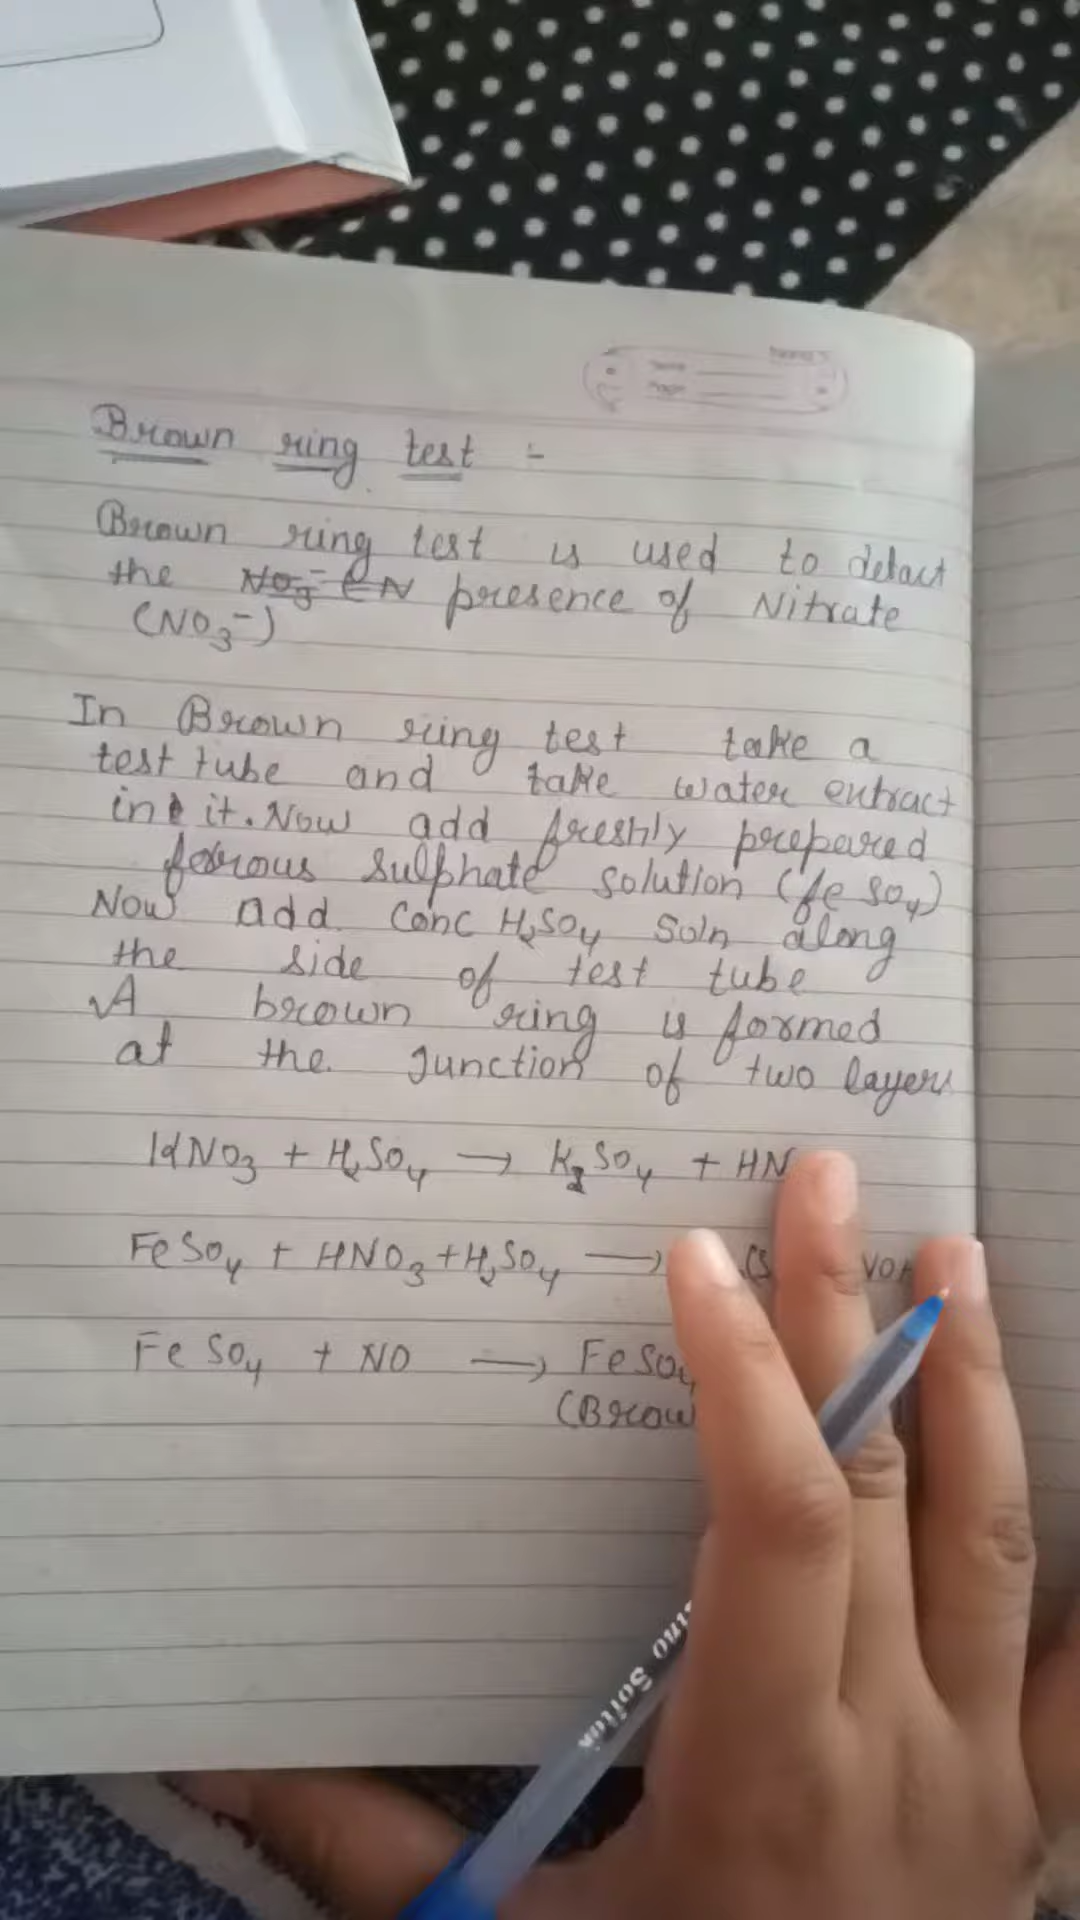 Brown ring test :-
Brown ring test is used to detact
the NO3- presence of Nitrate
(NO3-)
In Brown ring test take a
test tube and take water extract
in it. Now add freshly prepared
ferrous sulphate solution (feSO4)
Now add conc H2SO4 soln along
the side of test tube
A brown ring is formed
at the junction of two layers
KNO3 + H2SO4 → K2SO4 + HN
FeSO4 + HNO3 + H2SO4 →
FeSO4 + NO → FeSO4
(Brow